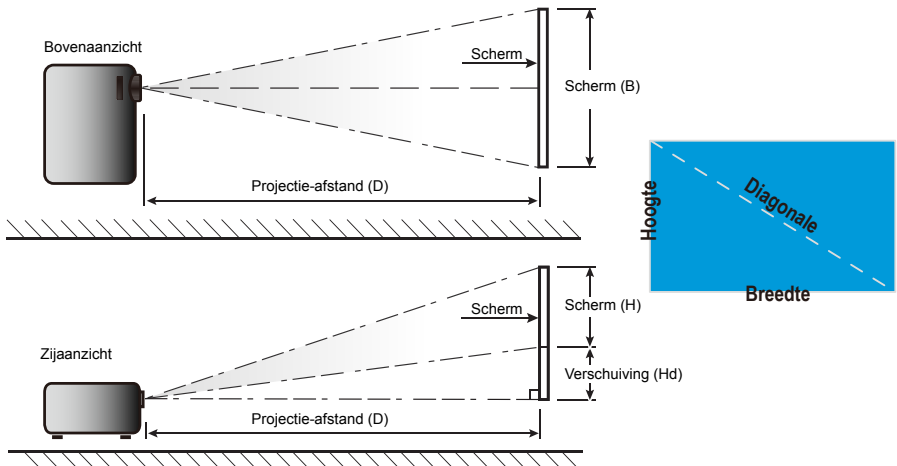 Bovenaanzicht
Scherm
Scherm (B)
Projectie-afstand (D)
Hoogte
Diagonale
Breedte
Zijaanzicht
Scherm
Scherm (H)
Verschuiving (Hd)
Projectie-afstand (D)